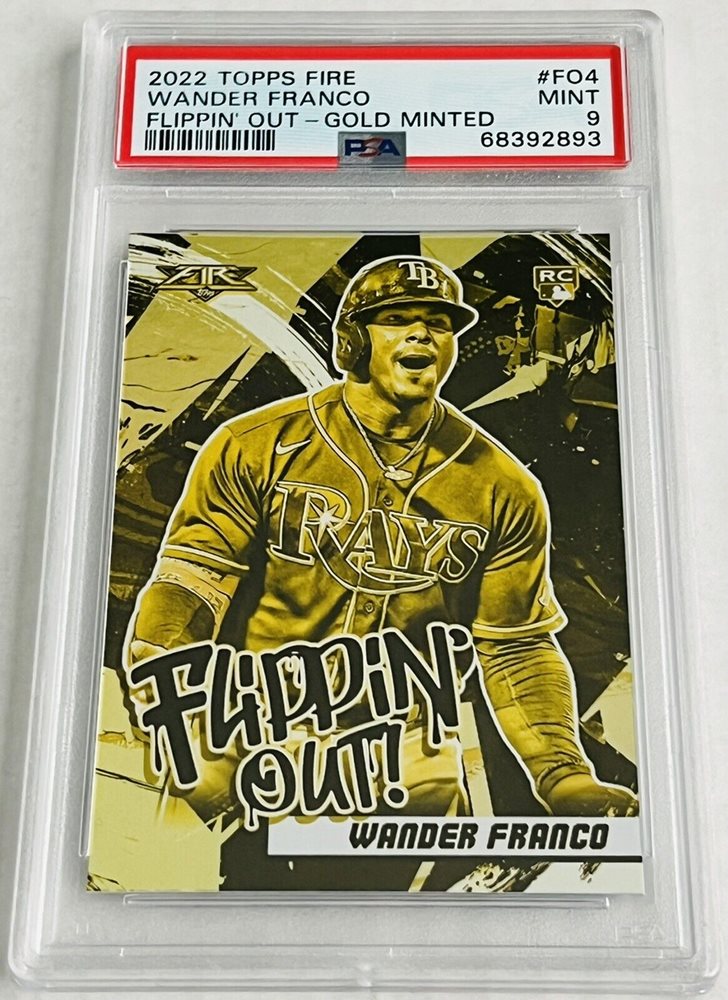 2022 TOPPS FIRE #FO4
WANDER FRANCO MINT
FLIPPIN' OUT – GOLD MINTED 9
PSA 68392893
FIRE
RC
TB
RAYS
FLiPPiN'
OUT!
WANDER FRANCO